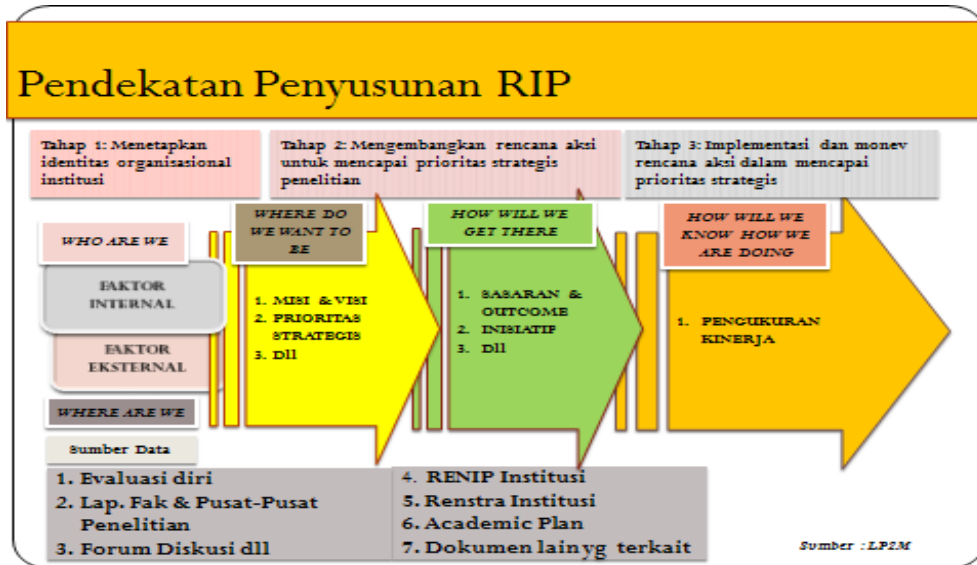 Pendekatan Penyusunan RIP
Tahap 1: Menetapkan
identitas organisasional
institusi
Tahap 2: Mengembangkan rencana aksi
untuk mencapai prioritas strategis
penelitian
Tahap 3: Implementasi dan monev
rencana aksi dalam mencapai
prioritas strategis
WHO ARE WE
FAKTOR
INTERNAL
FAKTOR
EKSTERNAL
WHERE ARE WE
WHERE DO
WE WANT TO
BE
1. MISI & VISI
2. PRIORITAS
STRATEGIS
3. Dll
HOW WILL WE
GET THERE
1. SASARAN &
OUTCOME
2. INISIATIF
3. Dll
HOW WILL WE
KNOW HOW WE
ARE DOING
1. PENGUKURAN
KINERJA
Sumber Data
1. Evaluasi diri
2. Lap. Fak & Pusat-Pusat
Penelitian
3. Forum Diskusi dll
4. RENIP Institusi
5. Renstra Institusi
6. Academic Plan
7. Dokumen lain yg terkait
Sumber : LP2M